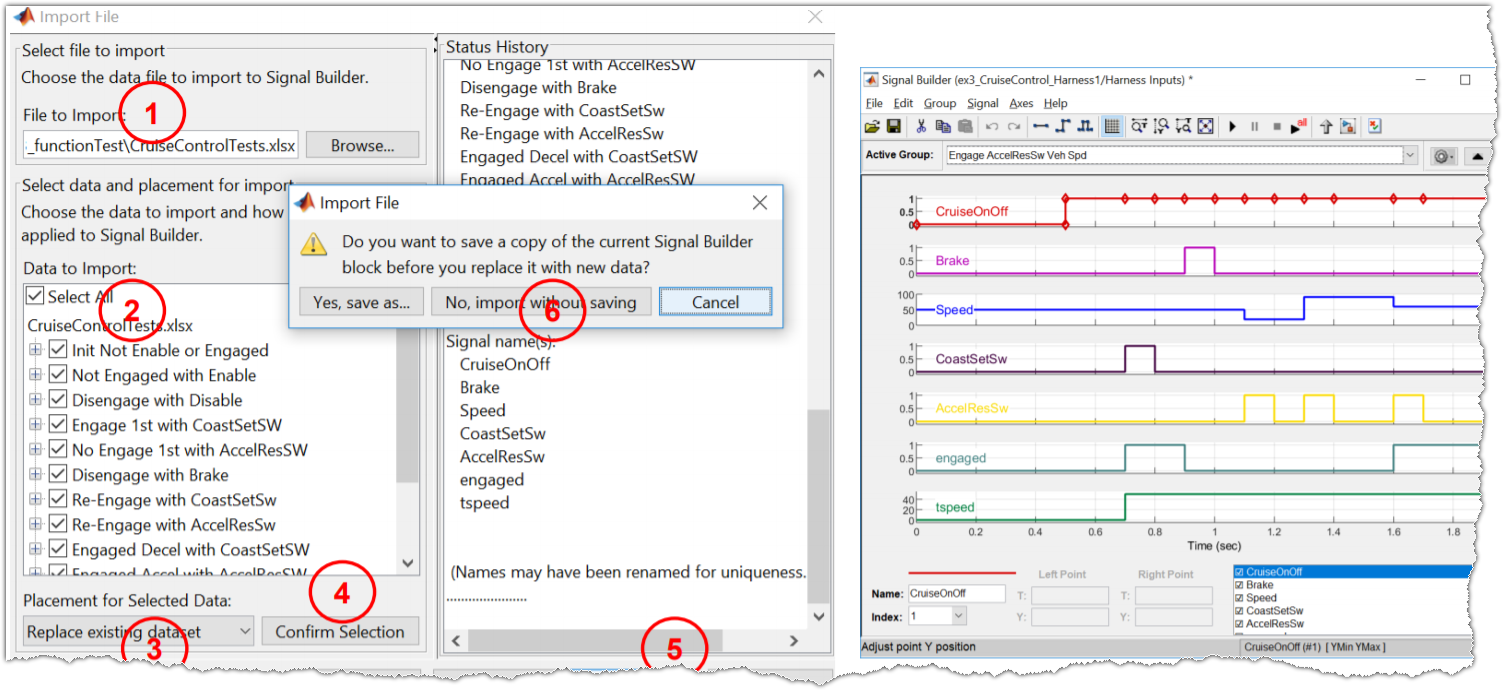 Import File
Select file to import
Choose the data file to import to Signal Builder.
File to Import:
1
_functionTest\CruiseControlTests.xlsx
Browse...
Select data and placement for import
Choose the data to import and how
applied to Signal Builder.
Data to Import:
Select All
2
CruiseControlTests.xlsx
Init Not Enable or Engaged
Not Engaged with Enable
Disengage with Disable
Engage 1st with CoastSetSW
No Engage 1st with AccelResSW
Disengage with Brake
Re-Engage with CoastSetSw
Re-Engage with AccelResSw
Engaged Decel with CoastSetSW
Engaged Accel with AccelResSW
Placement for Selected Data:
4
Replace existing dataset
Confirm Selection
3
Status History
No Engage 1st with AccelResSW
Disengage with Brake
Re-Engage with CoastSetSw
Re-Engage with AccelResSw
Engaged Decel with CoastSetSW
Engaged Accel with AccelResSW
Import File
Do you want to save a copy of the current Signal Builder
block before you replace it with new data?
Yes, save as...
No, import without saving
Cancel
6
Signal name(s):
CruiseOnOff
Brake
Speed
CoastSetSw
AccelResSw
engaged
tspeed
(Names may have been renamed for uniqueness.
......................
5
Signal Builder (ex3_CruiseControl_Harness1/Harness Inputs) *
File Edit Group Signal Axes Help
all
Active Group: Engage AccelResSw Veh Spd
1
0.5
0
CruiseOnOff
1
0.5
0
Brake
100
50
0
Speed
1
0.5
0
CoastSetSw
1
0.5
0
AccelResSw
1
0.5
0
engaged
40
20
0
tspeed
0 0.2 0.4 0.6 0.8 1 1.2 1.4 1.6 1.8
Time (sec)
Left Point Right Point
Name: CruiseOnOff T: T:
Index: 1 Y: Y:
CruiseOnOff
Brake
Speed
CoastSetSw
AccelResSw
Adjust point Y position
CruiseOnOff (#1) [ YMin YMax ]